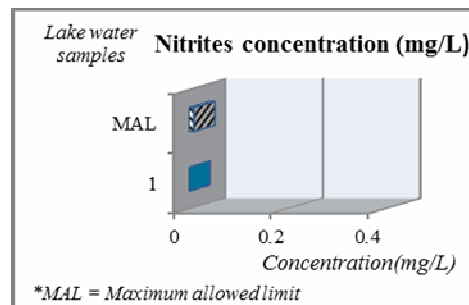 Lake water
samples
Nitrites concentration (mg/L)
MAL
1
0
0.2
0.4
Concentration(mg/L)
*MAL = Maximum allowed limit